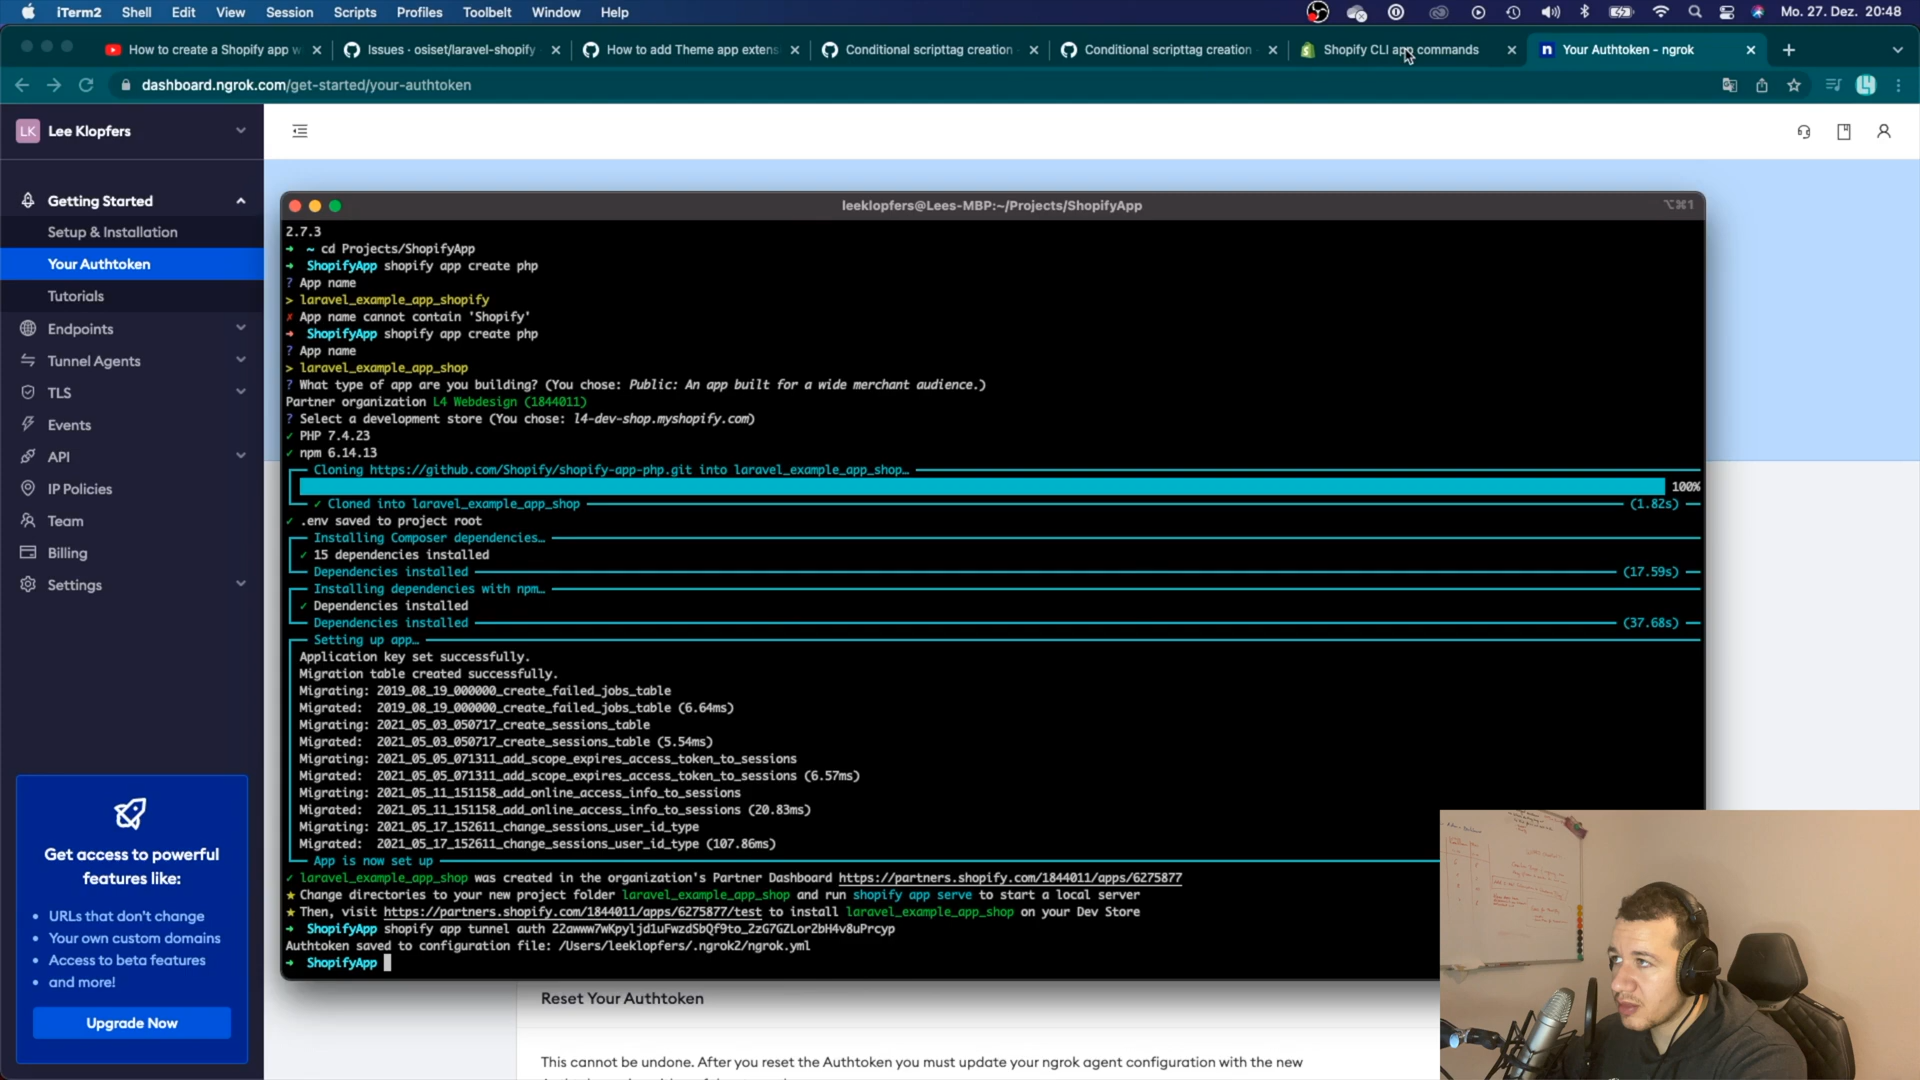 iTerm2 Shell Edit View Session Scripts Profiles Toolbelt Window Help Mo. 27. Dez. 20:48
How to create a Shopify app w Issues · osiset/laravel-shopify How to add Theme app extens Conditional scripttag creation Conditional scripttag creation Shopify CLI app commands Your Authtoken - ngrok
dashboard.ngrok.com/get-started/your-authtoken
LK Lee Klopfers
Getting Started
Setup & Installation
Your Authtoken
Tutorials
Endpoints
Tunnel Agents
TLS
Events
API
IP Policies
Team
Billing
Settings
Get access to powerful
features like:
• URLs that don't change
• Your own custom domains
• Access to beta features
• and more!
Upgrade Now
leeklopfers@Lees-MBP:~/Projects/ShopifyApp ⌥⌘1
2.7.3
➜ ~ cd Projects/ShopifyApp
➜ ShopifyApp shopify app create php
? App name
> laravel_example_app_shopify
✗ App name cannot contain 'Shopify'
➜ ShopifyApp shopify app create php
? App name
> laravel_example_app_shop
? What type of app are you building? (You chose: Public: An app built for a wide merchant audience.)
Partner organization L4 Webdesign (1844011)
? Select a development store (You chose: l4-dev-shop.myshopify.com)
✓ PHP 7.4.23
✓ npm 6.14.13
Cloning https://github.com/Shopify/shopify-app-php.git into laravel_example_app_shop…
100%
✓ Cloned into laravel_example_app_shop (1.82s)
✓ .env saved to project root
Installing Composer dependencies…
✓ 15 dependencies installed
Dependencies installed (17.59s)
Installing dependencies with npm…
✓ Dependencies installed
Dependencies installed (37.68s)
Setting up app…
Application key set successfully.
Migration table created successfully.
Migrating: 2019_08_19_000000_create_failed_jobs_table
Migrated: 2019_08_19_000000_create_failed_jobs_table (6.64ms)
Migrating: 2021_05_03_050717_create_sessions_table
Migrated: 2021_05_03_050717_create_sessions_table (5.54ms)
Migrating: 2021_05_05_071311_add_scope_expires_access_token_to_sessions
Migrated: 2021_05_05_071311_add_scope_expires_access_token_to_sessions (6.57ms)
Migrating: 2021_05_11_151158_add_online_access_info_to_sessions
Migrated: 2021_05_11_151158_add_online_access_info_to_sessions (20.83ms)
Migrating: 2021_05_17_152611_change_sessions_user_id_type
Migrated: 2021_05_17_152611_change_sessions_user_id_type (107.86ms)
App is now set up
✓ laravel_example_app_shop was created in the organization's Partner Dashboard https://partners.shopify.com/1844011/apps/6275877
★ Change directories to your new project folder laravel_example_app_shop and run shopify app serve to start a local server
★ Then, visit https://partners.shopify.com/1844011/apps/6275877/test to install laravel_example_app_shop on your Dev Store
➜ ShopifyApp shopify app tunnel auth 22awww7wKpyljd1uFwzdSbQf9to_2zG7GZLor2bH4v8uPrcyp
Authtoken saved to configuration file: /Users/leeklopfers/.ngrok2/ngrok.yml
➜ ShopifyApp
Reset Your Authtoken
This cannot be undone. After you reset the Authtoken you must update your ngrok agent configuration with the new